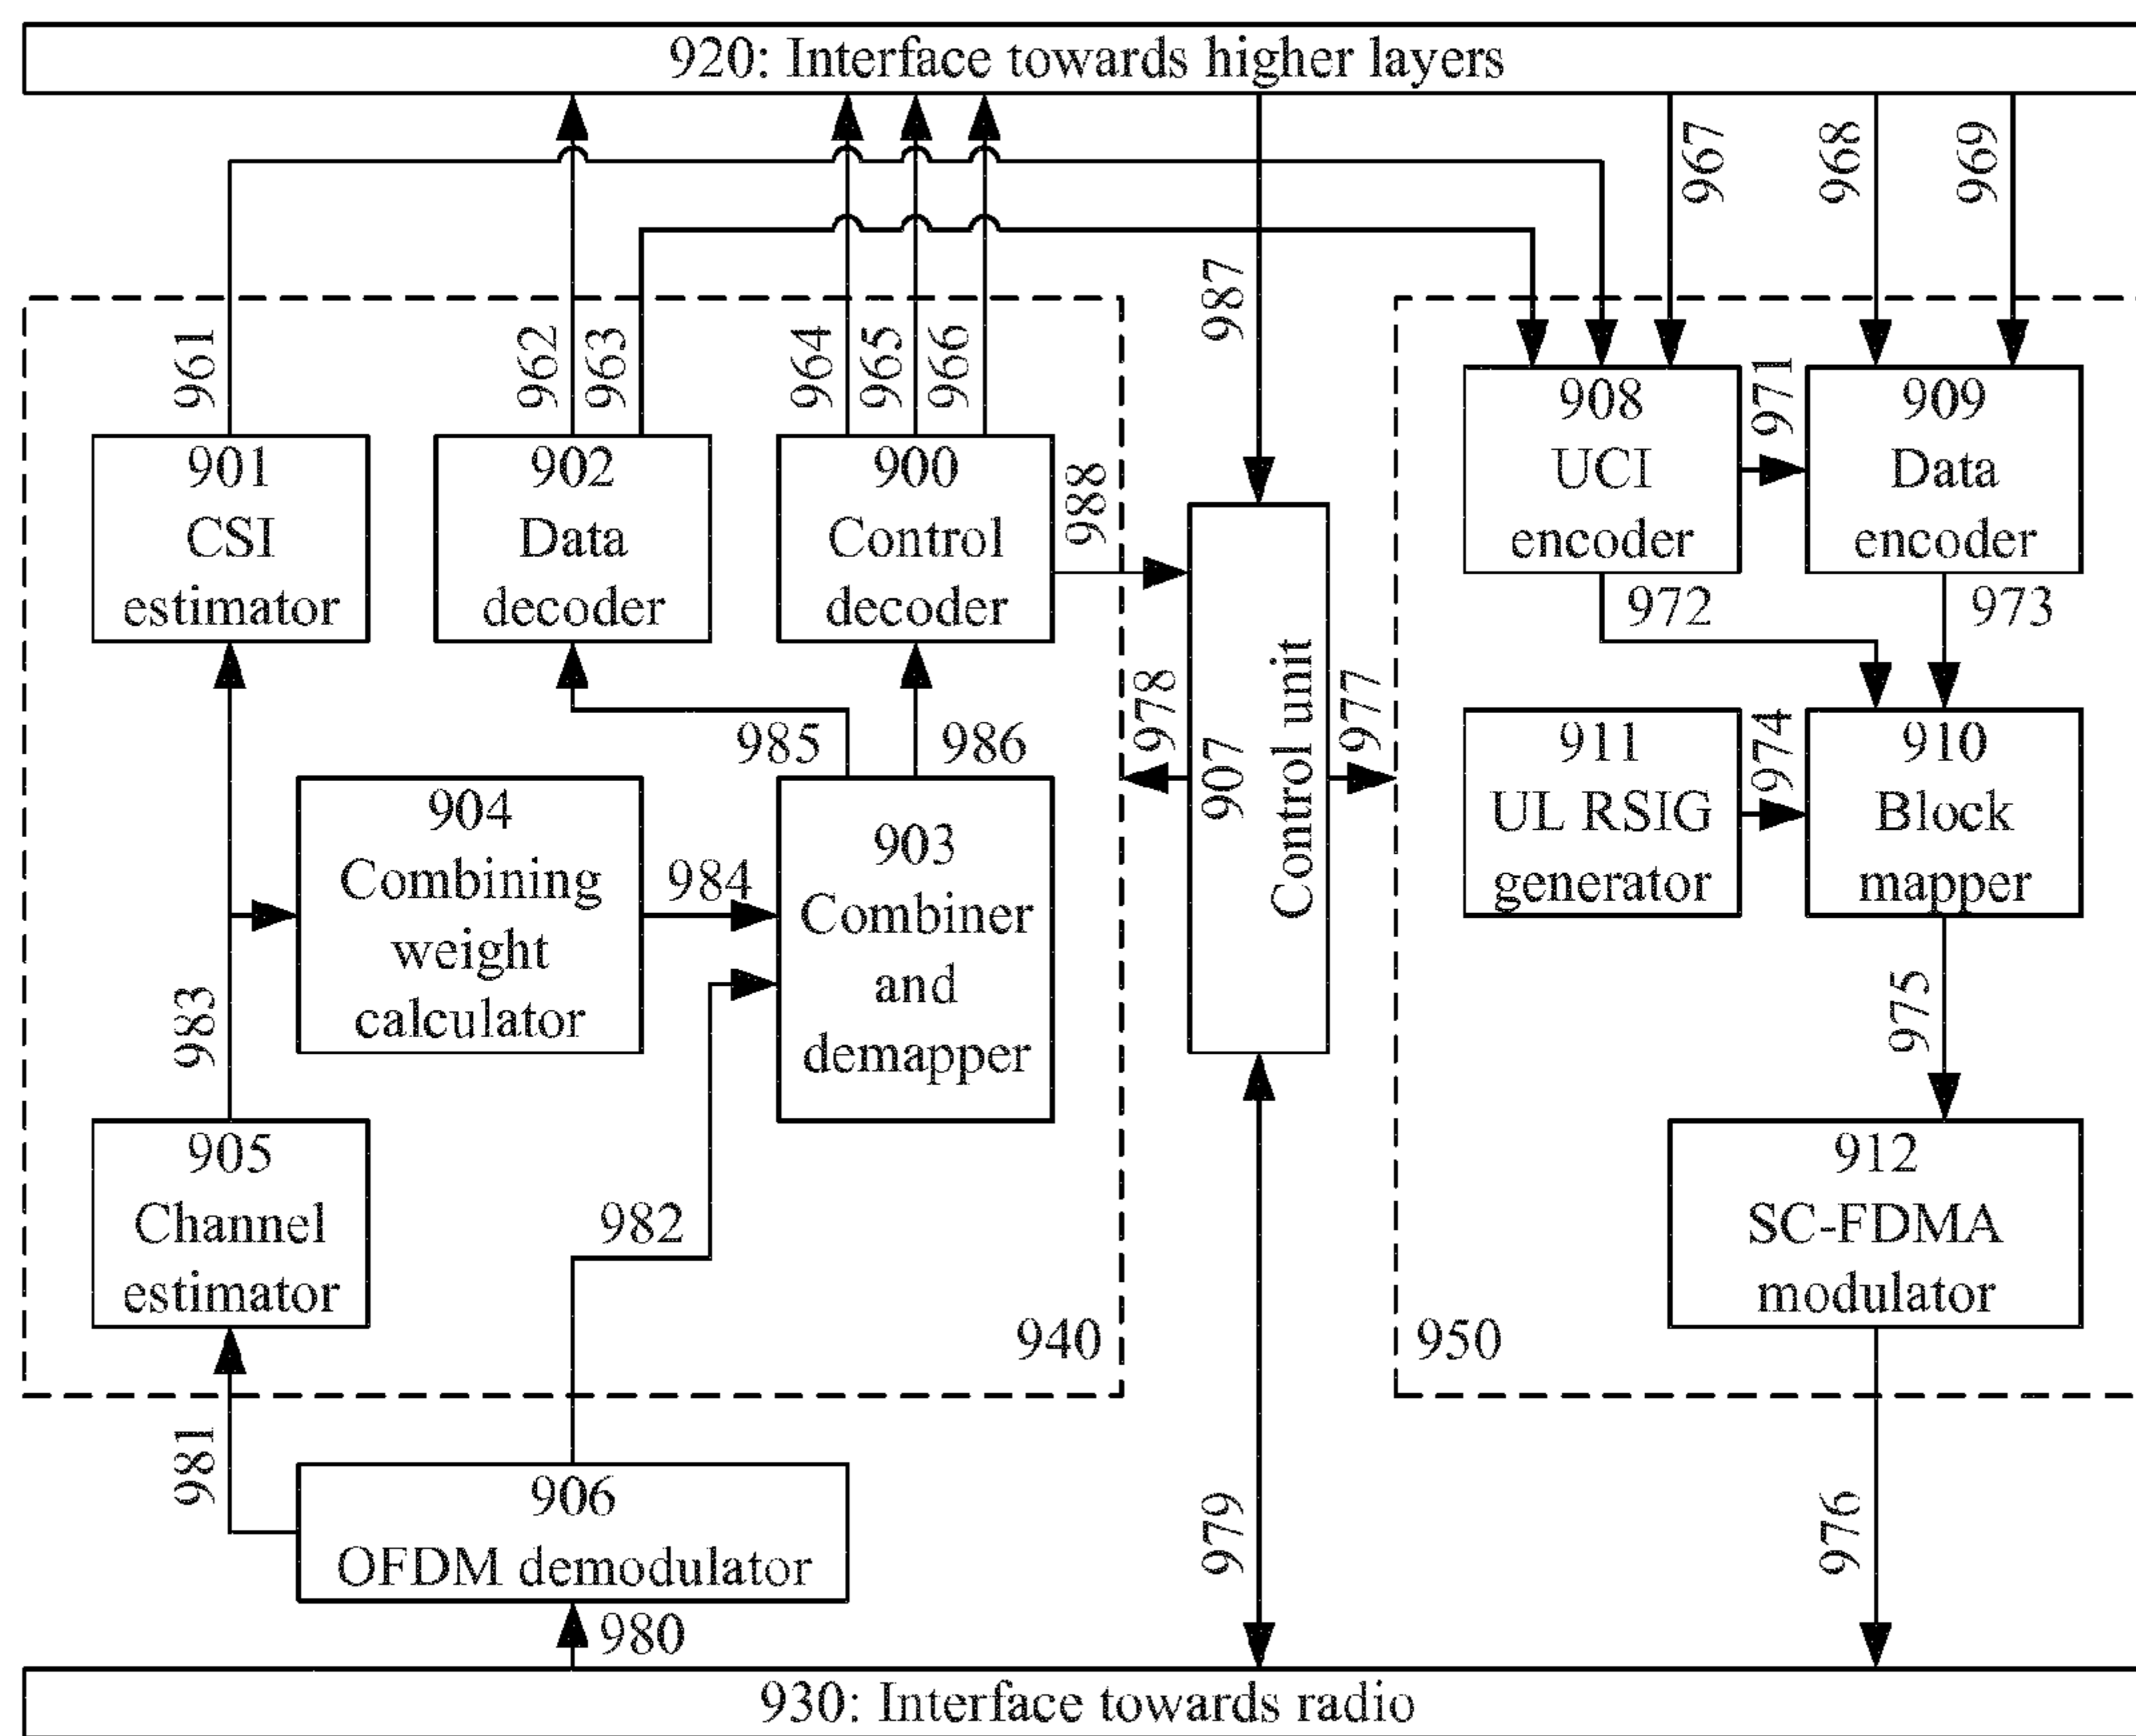 920: Interface towards higher layers
967
968
969
987
961
962
963
964
965
966
971
901
CSI
estimator
902
Data
decoder
900
Control
decoder
988
908
UCI
encoder
909
Data
encoder
972
973
978
977
985
986
974
907
Control unit
911
UL RSIG
generator
910
Block
mapper
904
Combining
weight
calculator
984
903
Combiner
and
demapper
983
975
905
Channel
estimator
982
912
SC-FDMA
modulator
940
950
981
906
OFDM demodulator
979
976
980
930: Interface towards radio